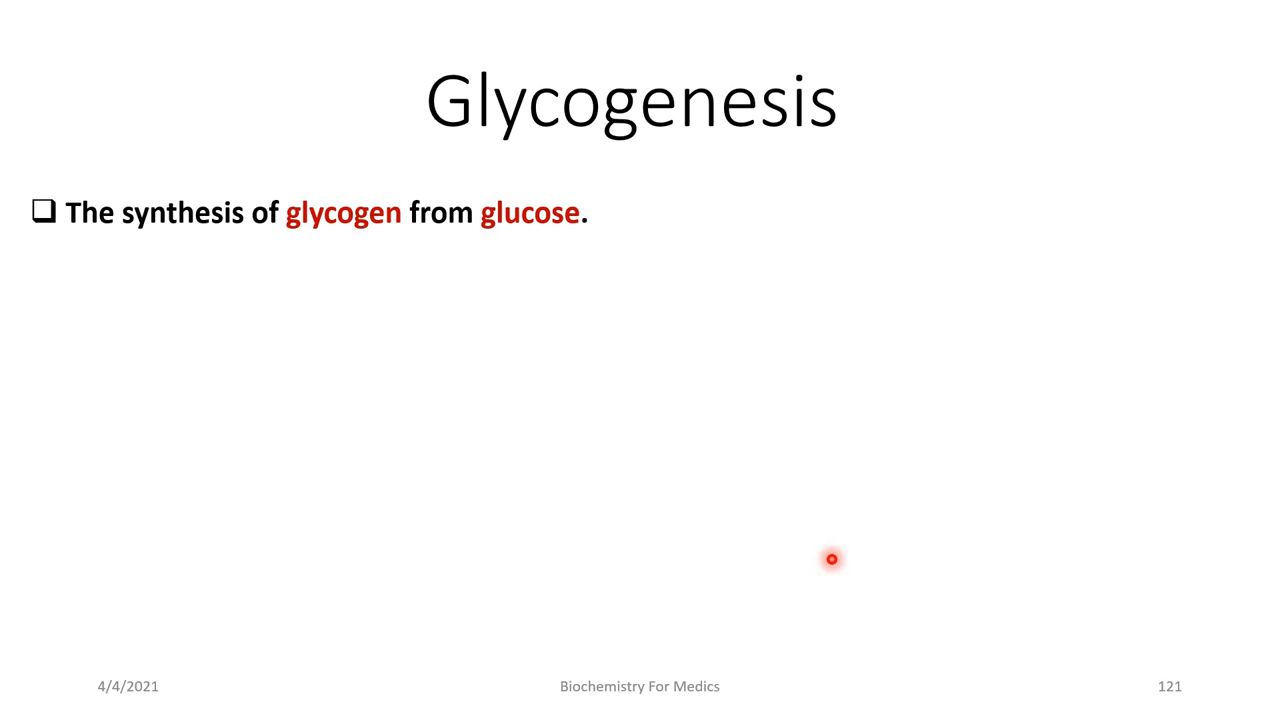 Glycogenesis
❑ The synthesis of glycogen from glucose.
4/4/2021
Biochemistry For Medics
121